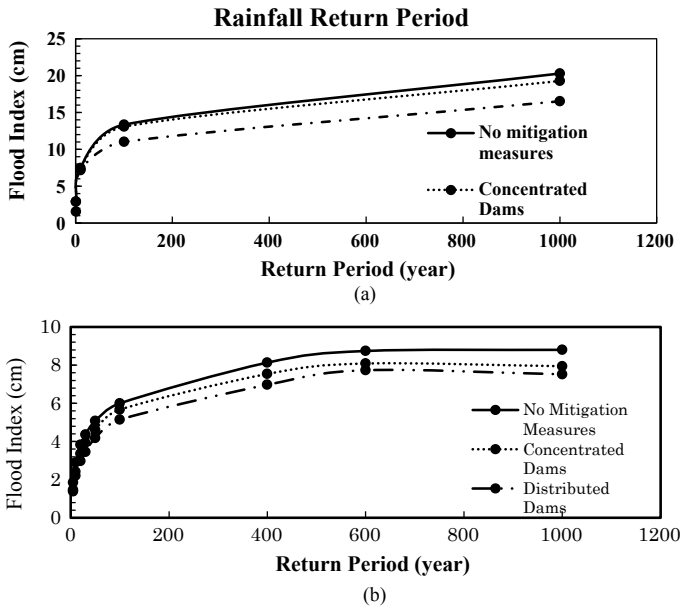 Rainfall Return Period
Flood Index (cm)
25
20
15
10
5
0
No mitigation
measures
Concentrated
Dams
0 200 400 600 800 1000 1200
Return Period (year)
(a)
Flood Index (cm)
10
8
6
4
2
0
No Mitigation
Measures
Concentrated
Dams
Distributed
Dams
0 200 400 600 800 1000 1200
Return Period (year)
(b)